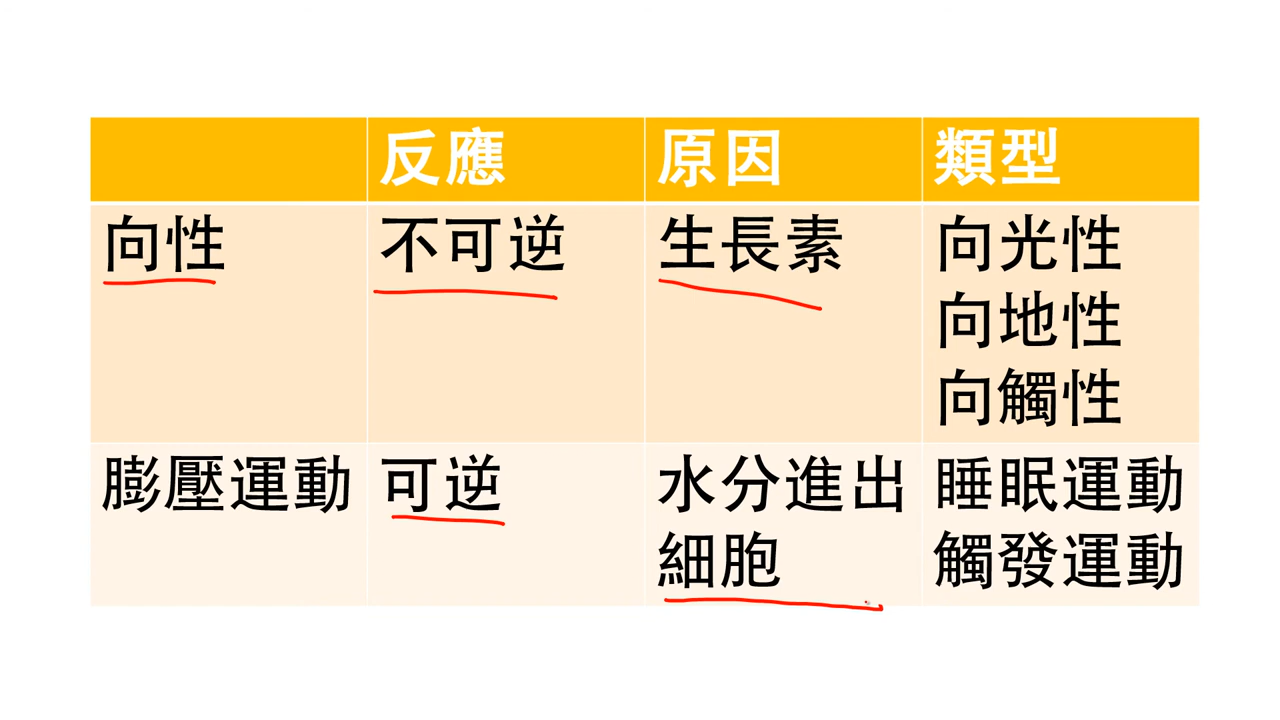 反應 原因 類型
向性 不可逆 生長素 向光性
向地性
向觸性
膨壓運動 可逆 水分進出 睡眠運動
細胞 觸發運動